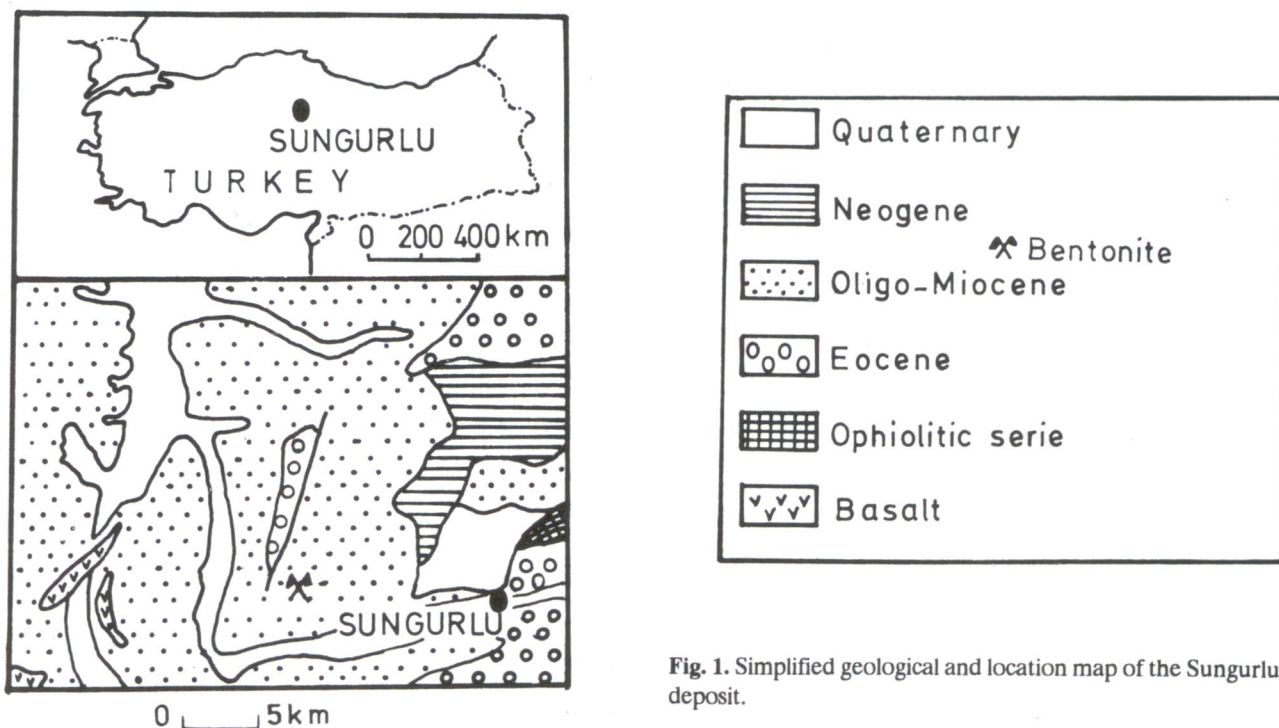 SUNGURLU
TURKEY
0 200 400km
SUNGURLU
0 5km
Quaternary
Neogene
Bentonite
Oligo-Miocene
Eocene
Ophiolitic serie
Basalt
Fig. 1. Simplified geological and location map of the Sungurlu
deposit.